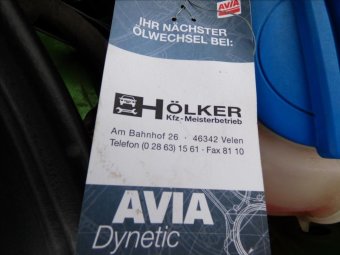 AVIA
IHR NÄCHSTER
ÖLWECHSEL BEI:
HÖLKER
Kfz-Meisterbetrieb
Am Bahnhof 26 · 46342 Velen
Telefon (0 28 63) 15 61 · Fax 81 10
AVIA
Dynetic